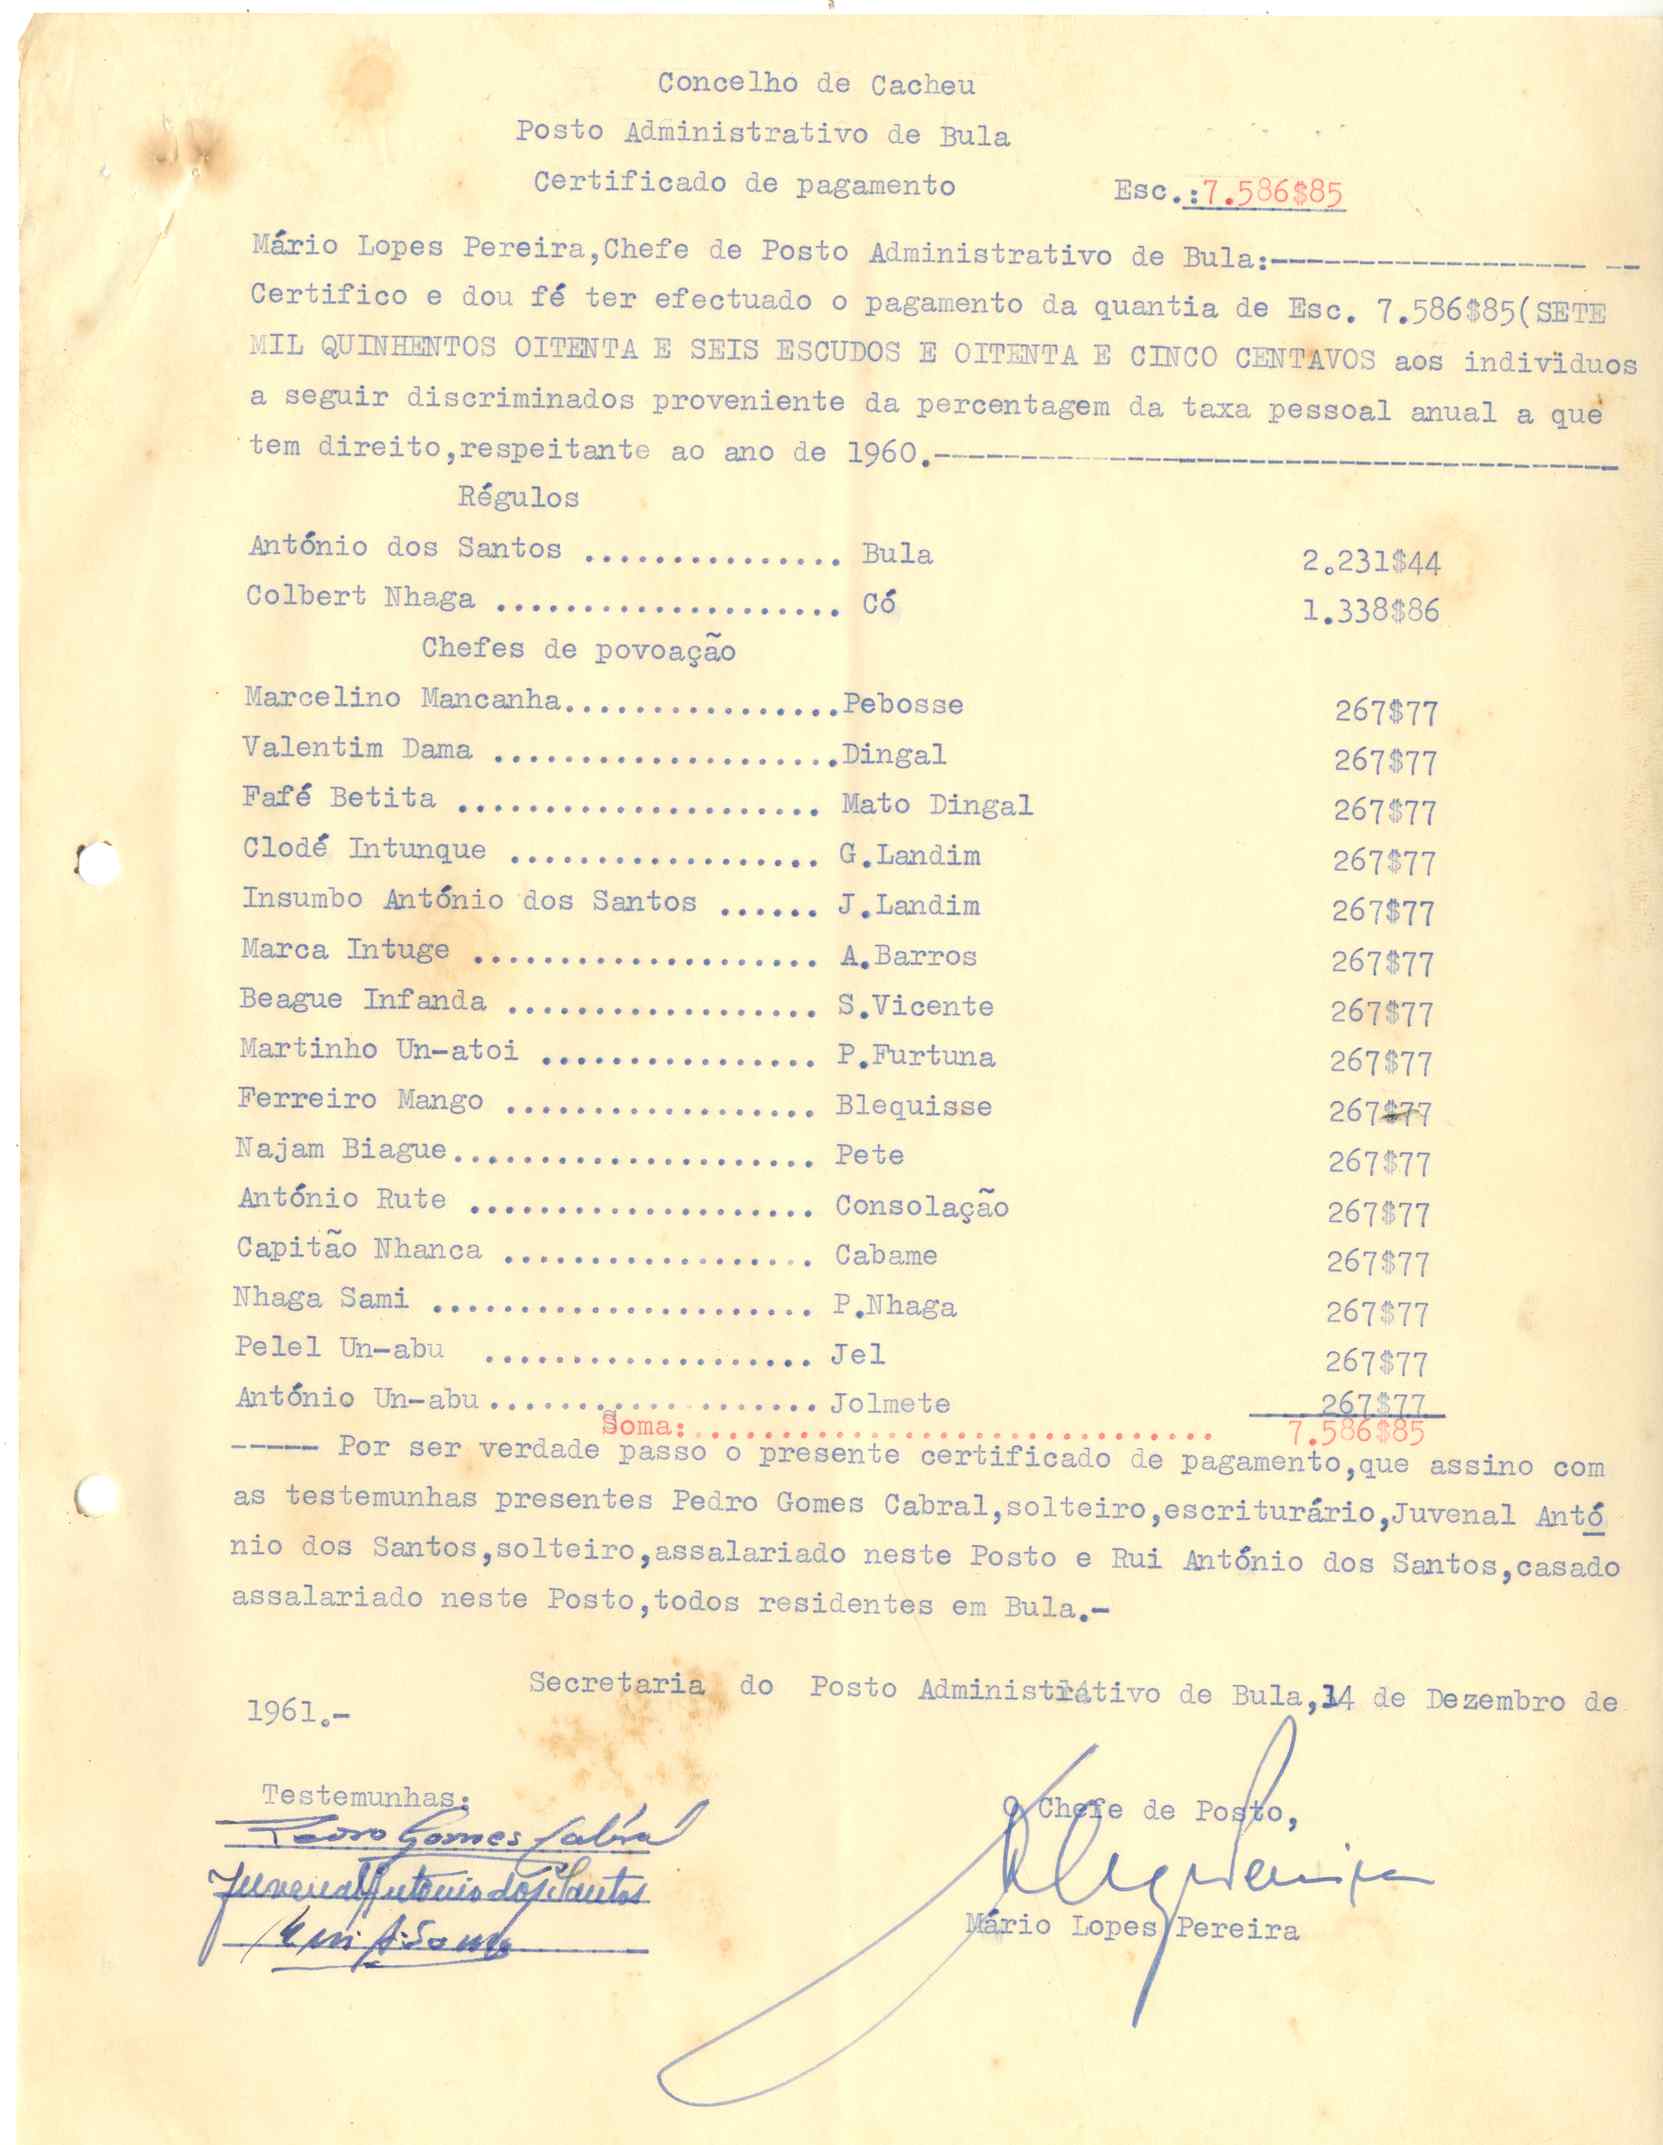 Concelho de Cacheu
Posto Administrativo de Bula
Certificado de pagamento Esc.:7.586$85
Mário Lopes Pereira,Chefe de Posto Administrativo de Bula:------------------ --
Certifico e dou fé ter efectuado o pagamento da quantia de Esc. 7.586$85(SETE
MIL QUINHENTOS OITENTA E SEIS ESCUDOS E OITENTA E CINCO CENTAVOS aos indivíduos
a seguir discriminados proveniente da percentagem da taxa pessoal anual a que
tem direito,respeitante ao ano de 1960.---------------------------------------
Régulos
António dos Santos ............... Bula 2.231$44
Colbert Nhaga .................... Có 1.338$86
Chefes de povoação
Marcelino Mancanha................Pebosse 267$77
Valentim Dama ....................Dingal 267$77
Fafé Betita ..................... Mato Dingal 267$77
Clodé Intunque .................. G.Landim 267$77
Insumbo António dos Santos ...... J.Landim 267$77
Marca Intuge .................... A.Barros 267$77
Beague Infanda .................. S.Vicente 267$77
Martinho Un-atoi ................ P.Furtuna 267$77
Ferreiro Mango .................. Blequisse 267$77
Najam Biague..................... Pete 267$77
António Rute .................... Consolação 267$77
Capitão Nhanca .................. Cabame 267$77
Nhaga Sami ...................... P.Nhaga 267$77
Pelel Un-abu ................... Jel 267$77
António Un-abu................... Jolmete 267$77
Soma:.............................. 7.586$85
----- Por ser verdade passo o presente certificado de pagamento,que assino com
as testemunhas presentes Pedro Gomes Cabral,solteiro,escriturário,Juvenal Antó
nio dos Santos,solteiro,assalariado neste Posto e Rui António dos Santos,casado
assalariado neste Posto,todos residentes em Bula.-
Secretaria do Posto Administrativo de Bula,14 de Dezembro de
1961.-
Testemunhas:
O Chefe de Posto,
Pedro Gomes Cabral
Juvenal António dos Santos
Mário Lopes Pereira